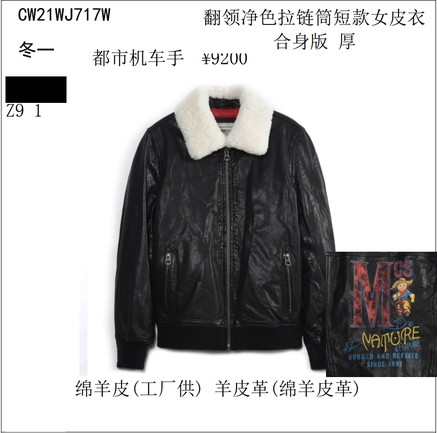 CW21WJ717W
翻领净色拉链筒短款女皮衣
冬一
合身版 厚
都市机车手 ¥9200
Z9 1
Mcs
NATURE
RUGGED AND REFINED
绵羊皮(工厂供) 羊皮革(绵羊皮革)